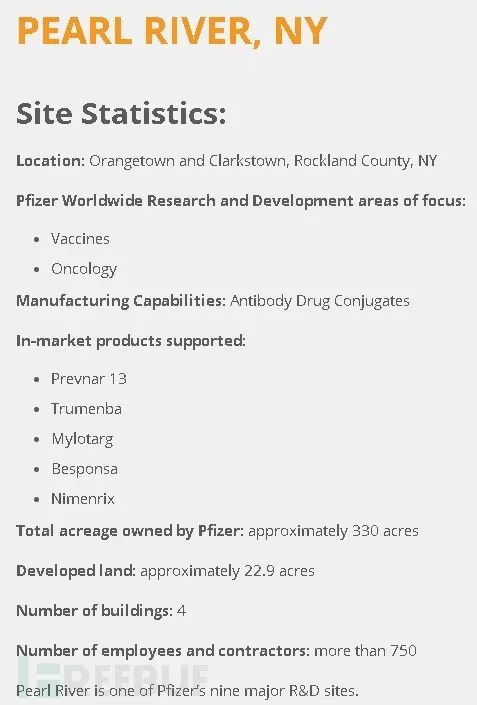 PEARL RIVER, NY
Site Statistics:
Location: Orangetown and Clarkstown, Rockland County, NY
Pfizer Worldwide Research and Development areas of focus:
• Vaccines
• Oncology
Manufacturing Capabilities: Antibody Drug Conjugates
In-market products supported:
• Prevnar 13
• Trumenba
• Mylotarg
• Besponsa
• Nimenrix
Total acreage owned by Pfizer: approximately 330 acres
Developed land: approximately 22.9 acres
Number of buildings: 4
Number of employees and contractors: more than 750
Pearl River is one of Pfizer's nine major R&D sites.